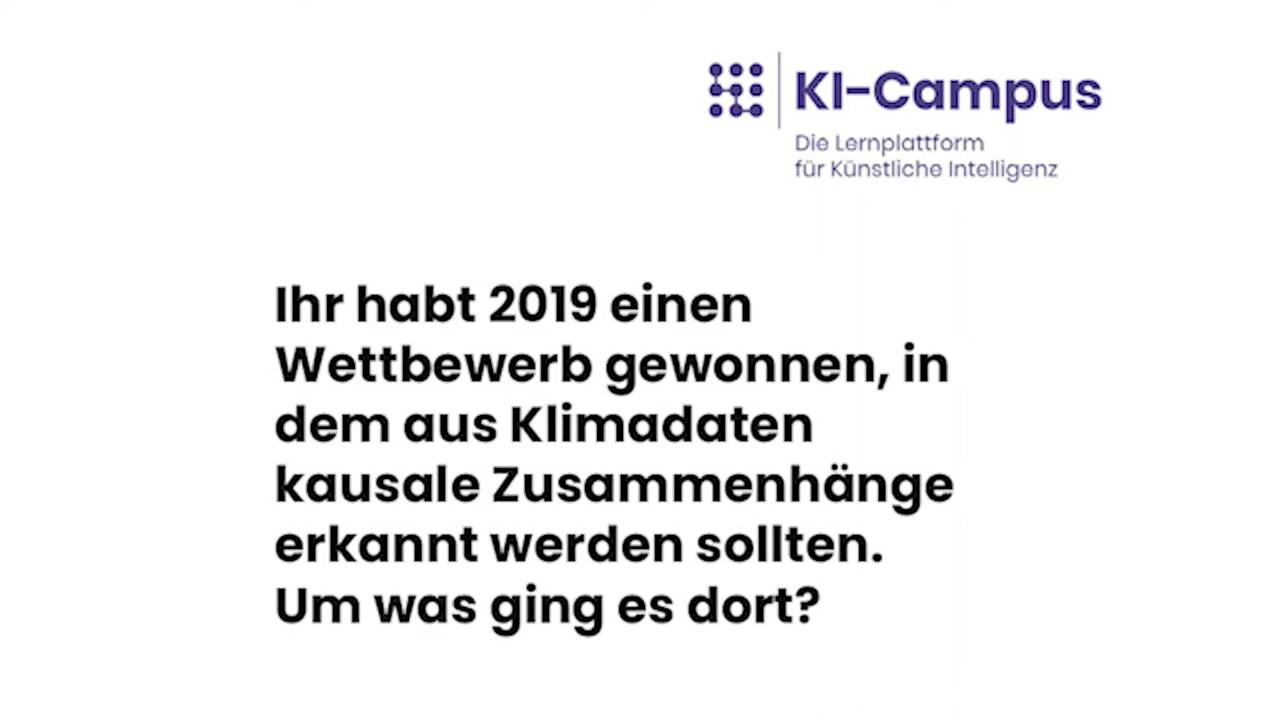 KI-Campus
Die Lernplattform
für Künstliche Intelligenz
Ihr habt 2019 einen
Wettbewerb gewonnen, in
dem aus Klimadaten
kausale Zusammenhänge
erkannt werden sollten.
Um was ging es dort?